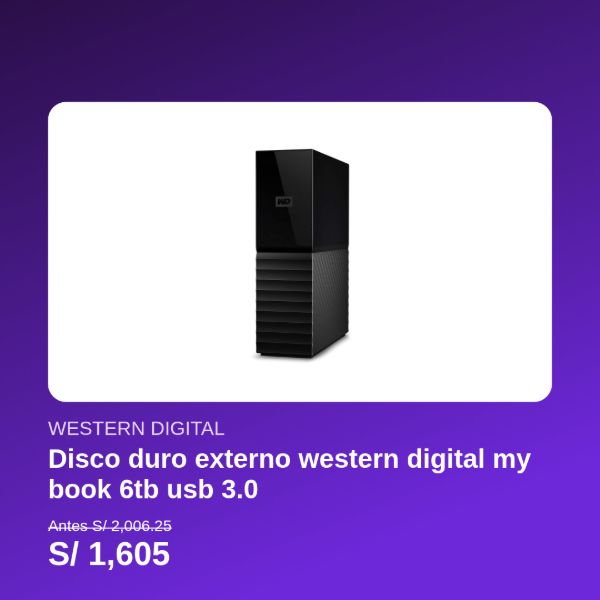 WD
WESTERN DIGITAL
Disco duro externo western digital my
book 6tb usb 3.0
Antes S/ 2,006.25
S/ 1,605